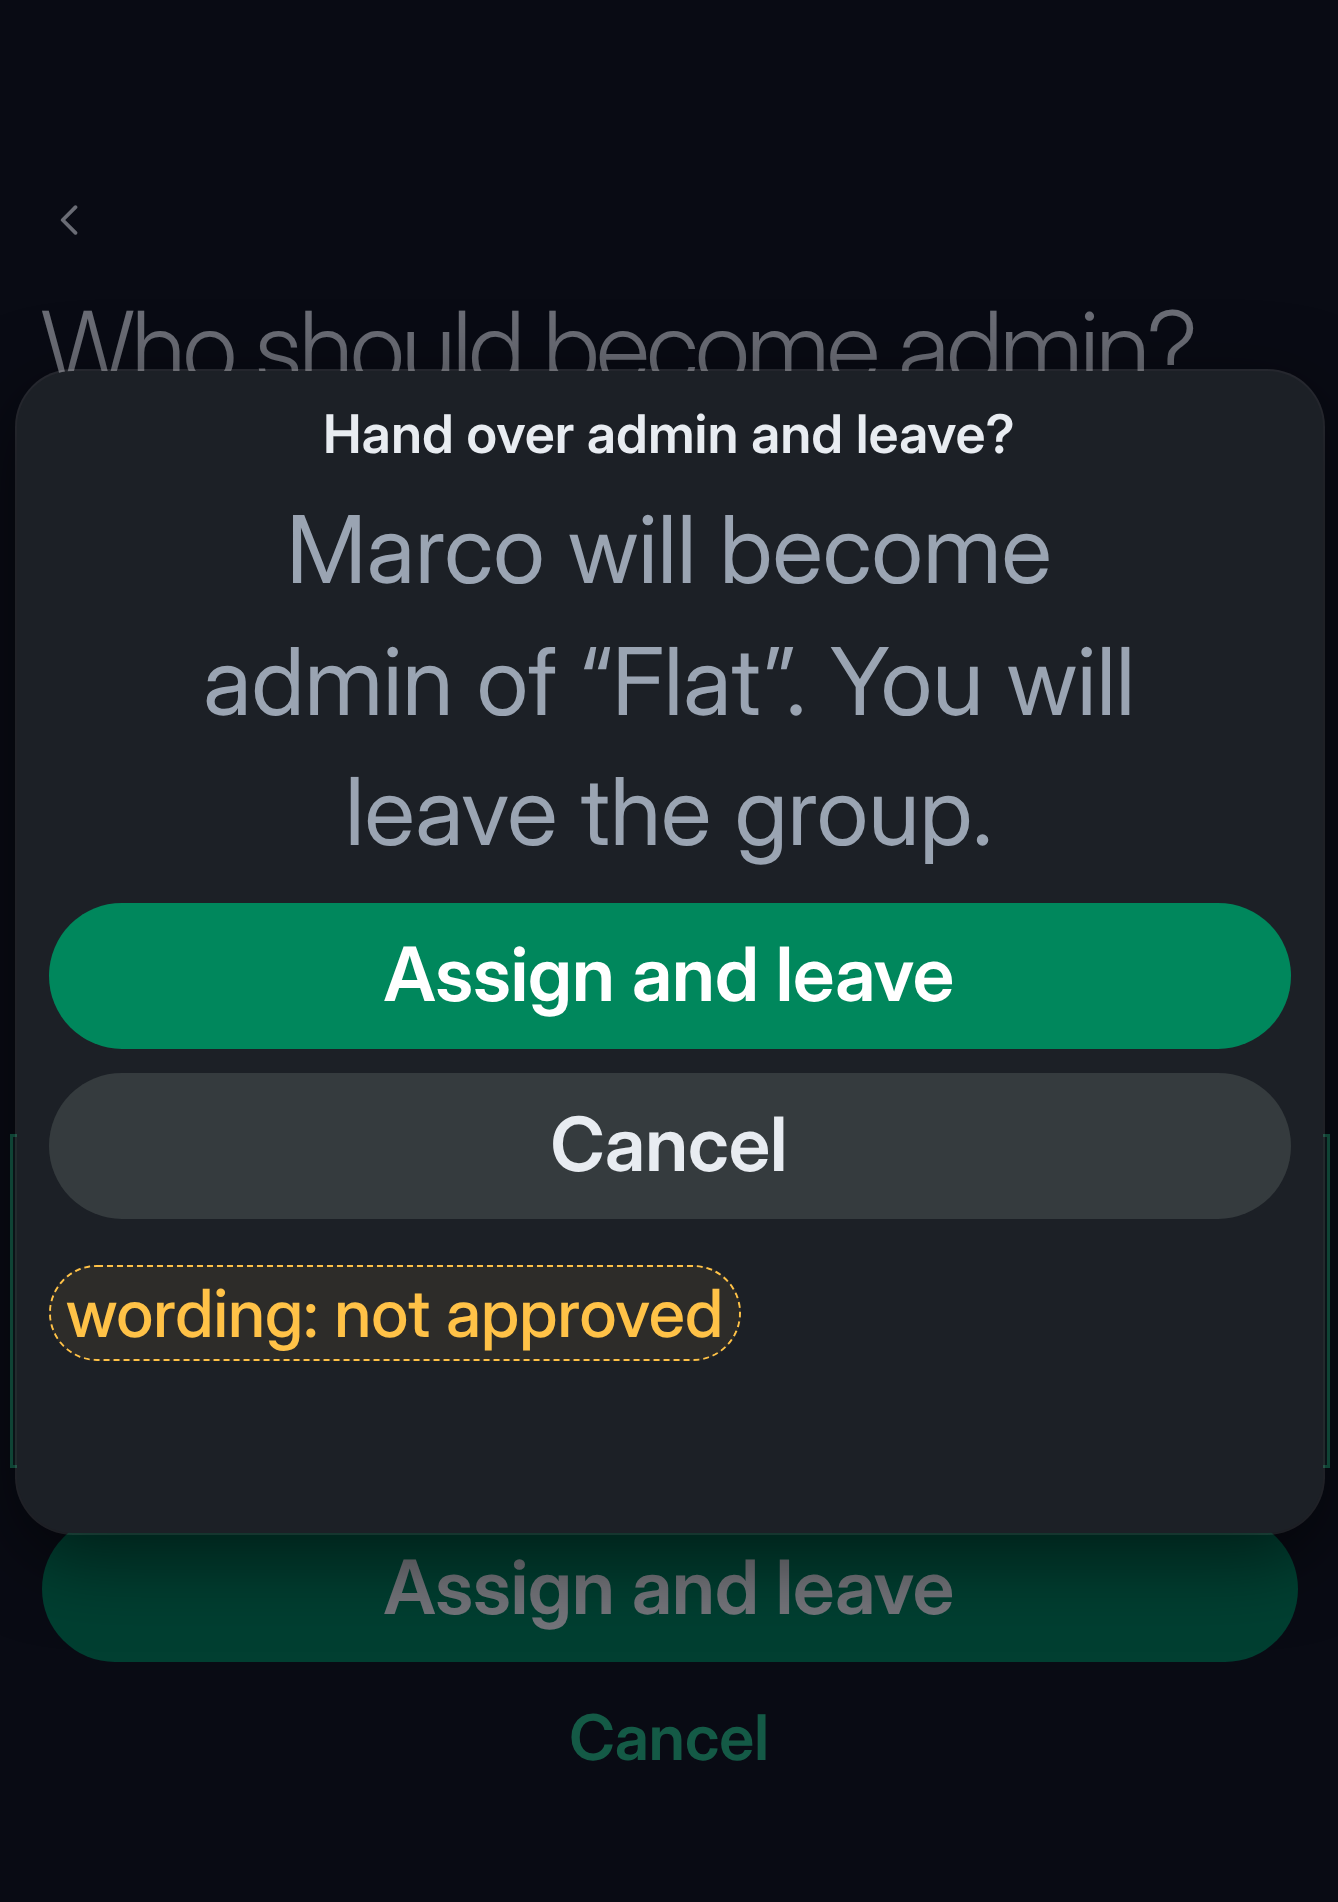 Who should become admin?
Hand over admin and leave?
Marco will become
admin of “Flat”. You will
leave the group.
Assign and leave
Cancel
wording: not approved
Assign and leave
Cancel